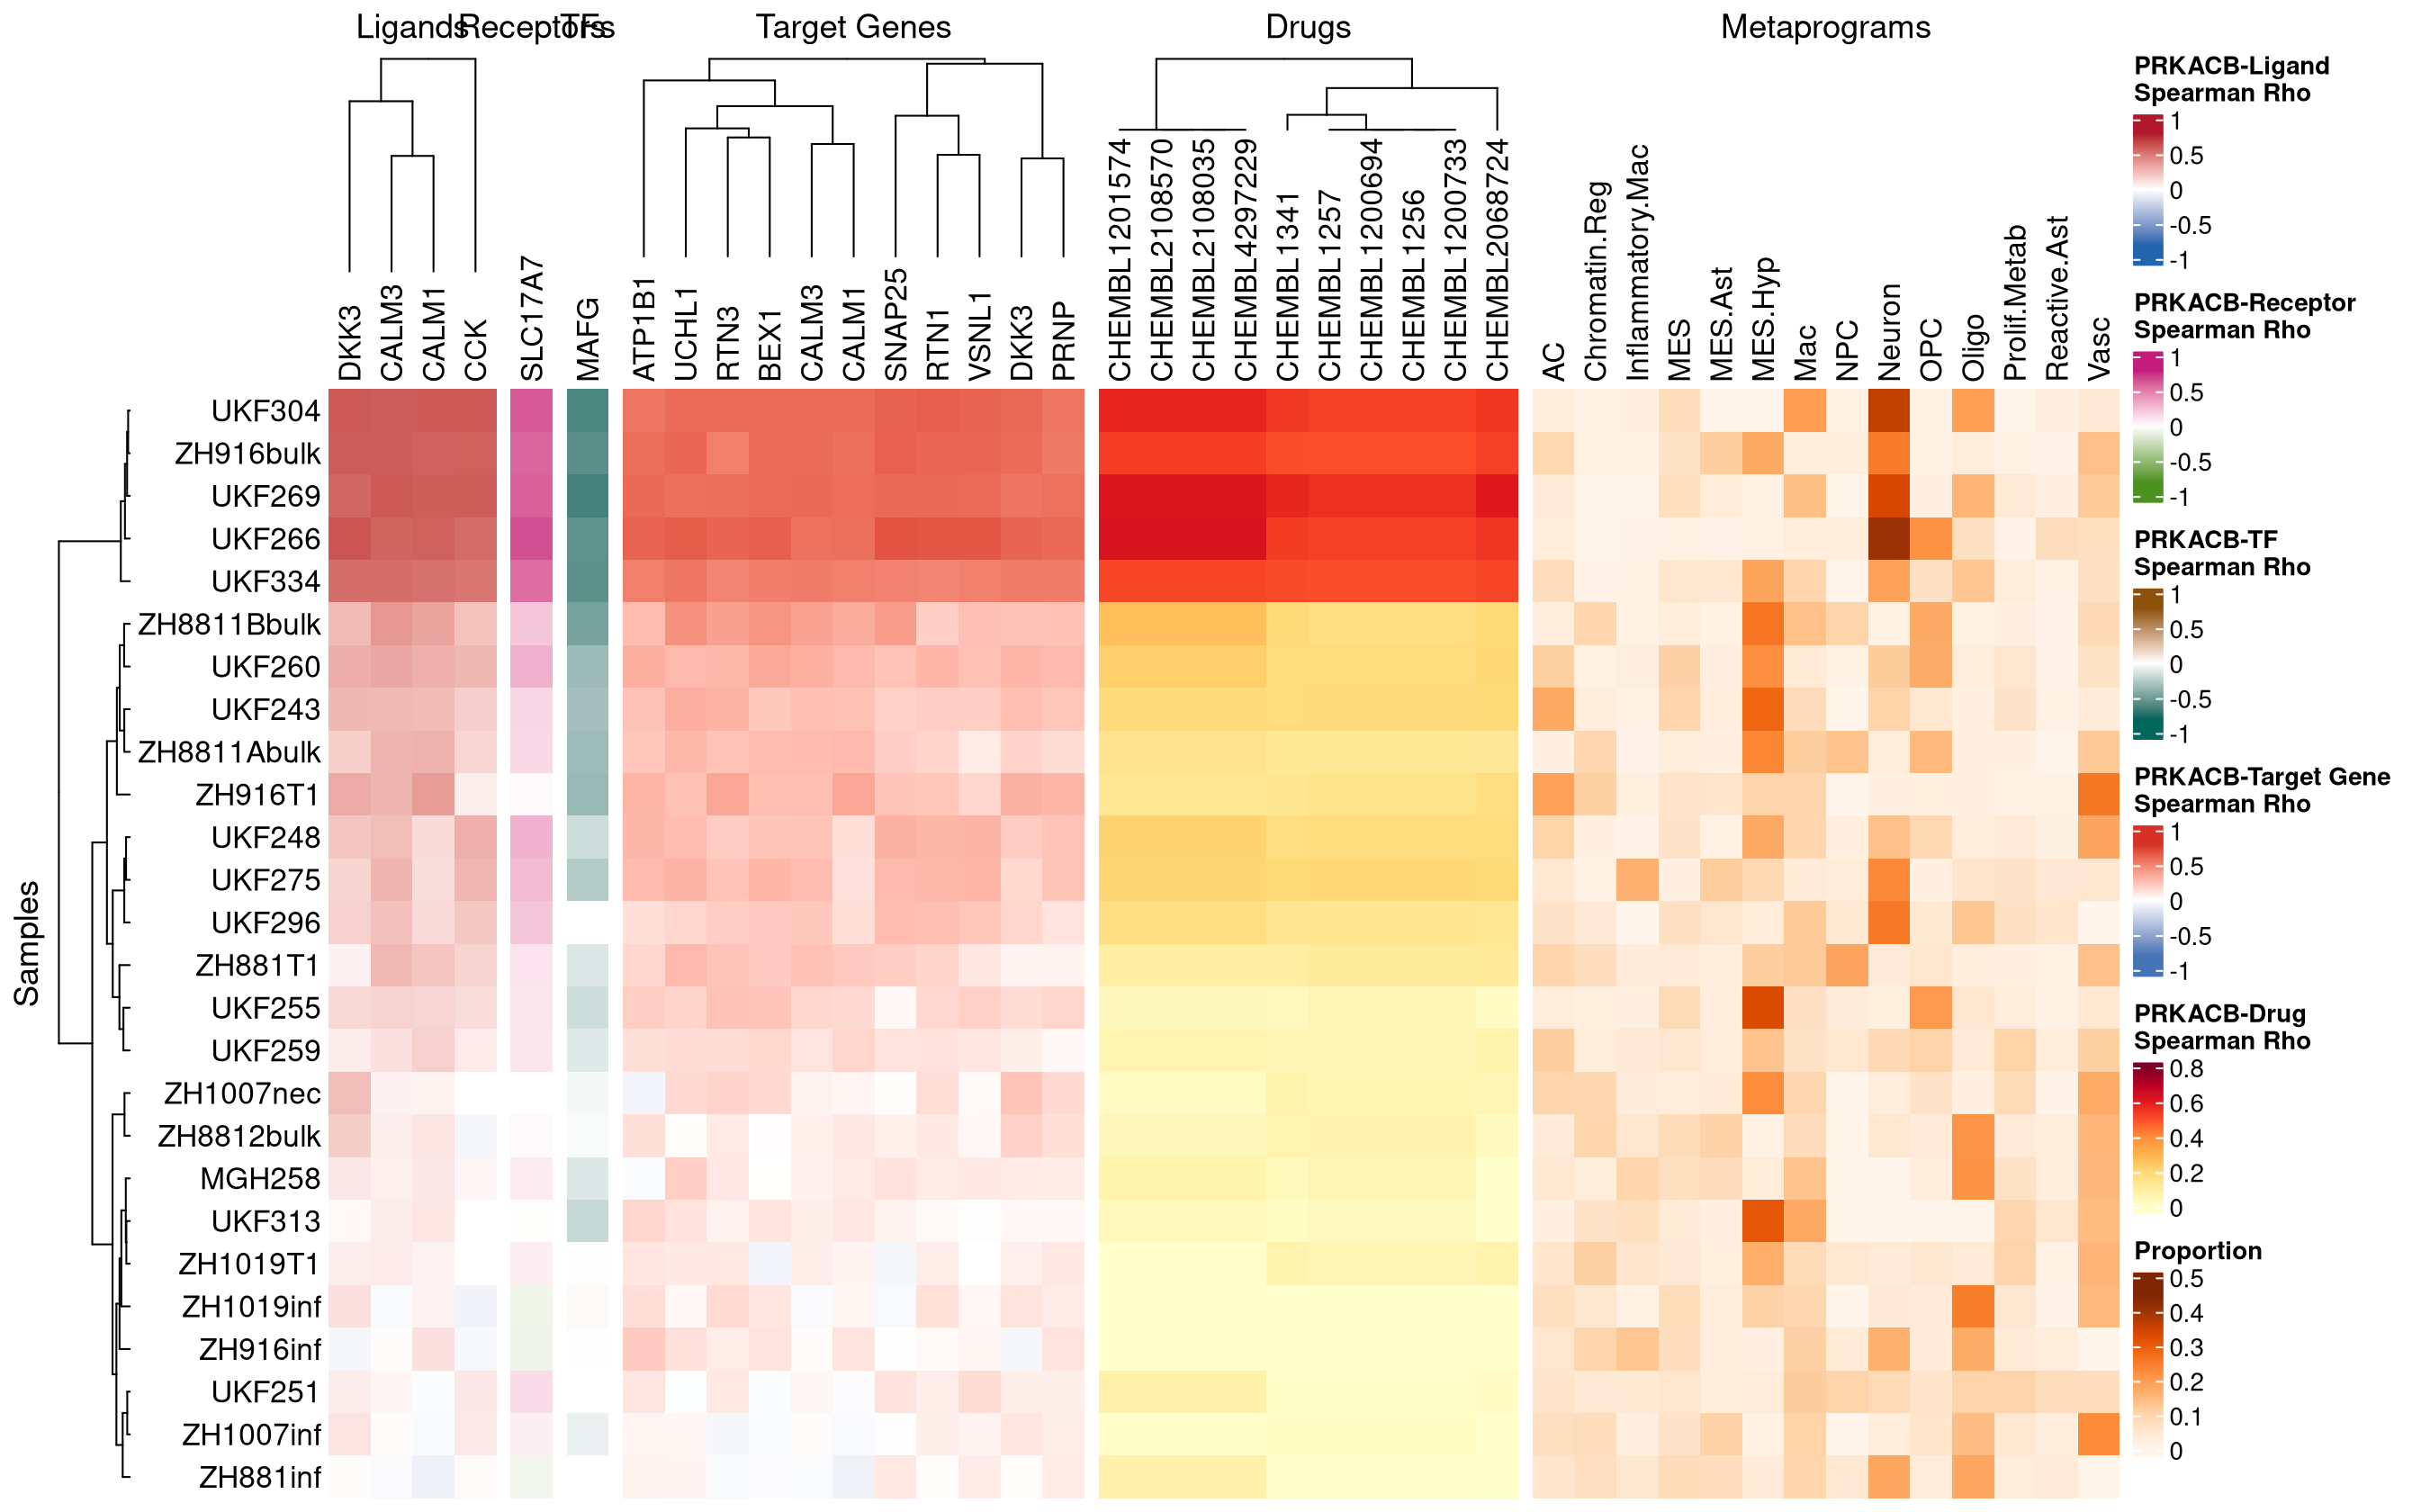 Ligands Receptors TFs Target Genes Drugs Metaprograms
DKK3
CALM3
CALM1
CCK
SLC17A7
MAFG
ATP1B1
UCHL1
RTN3
BEX1
CALM3
CALM1
SNAP25
RTN1
VSNL1
DKK3
PRNP
CHEMBL1201574
CHEMBL2108570
CHEMBL2108035
CHEMBL4297229
CHEMBL1341
CHEMBL1257
CHEMBL1200694
CHEMBL1256
CHEMBL1200733
CHEMBL2068724
AC
Chromatin.Reg
Inflammatory.Mac
MES
MES.Ast
MES.Hyp
Mac
NPC
Neuron
OPC
Oligo
Prolif.Metab
Reactive.Ast
Vasc
Samples
UKF304
ZH916bulk
UKF269
UKF266
UKF334
ZH8811Bbulk
UKF260
UKF243
ZH8811Abulk
ZH916T1
UKF248
UKF275
UKF296
ZH881T1
UKF255
UKF259
ZH1007nec
ZH8812bulk
MGH258
UKF313
ZH1019T1
ZH1019inf
ZH916inf
UKF251
ZH1007inf
ZH881inf
PRKACB-Ligand
Spearman Rho
1
0.5
0
-0.5
-1
PRKACB-Receptor
Spearman Rho
1
0.5
0
-0.5
-1
PRKACB-TF
Spearman Rho
1
0.5
0
-0.5
-1
PRKACB-Target Gene
Spearman Rho
1
0.5
0
-0.5
-1
PRKACB-Drug
Spearman Rho
0.8
0.6
0.4
0.2
0
Proportion
0.5
0.4
0.3
0.2
0.1
0